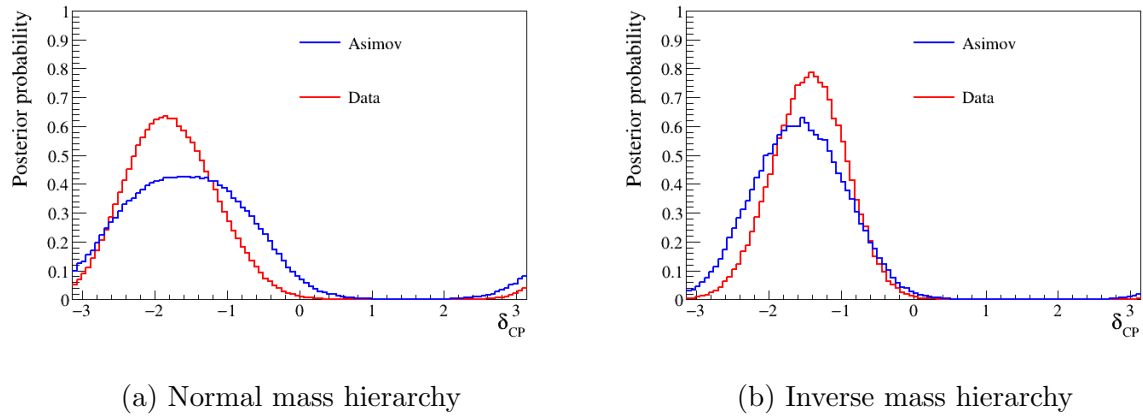 Posterior probability
1
0.9
0.8
0.7
0.6
0.5
0.4
0.3
0.2
0.1
0
Asimov
Data
−3 −2 −1 0 1 2 3
δCP
(a) Normal mass hierarchy
Posterior probability
1
0.9
0.8
0.7
0.6
0.5
0.4
0.3
0.2
0.1
0
Asimov
Data
−3 −2 −1 0 1 2 3
δCP
(b) Inverse mass hierarchy